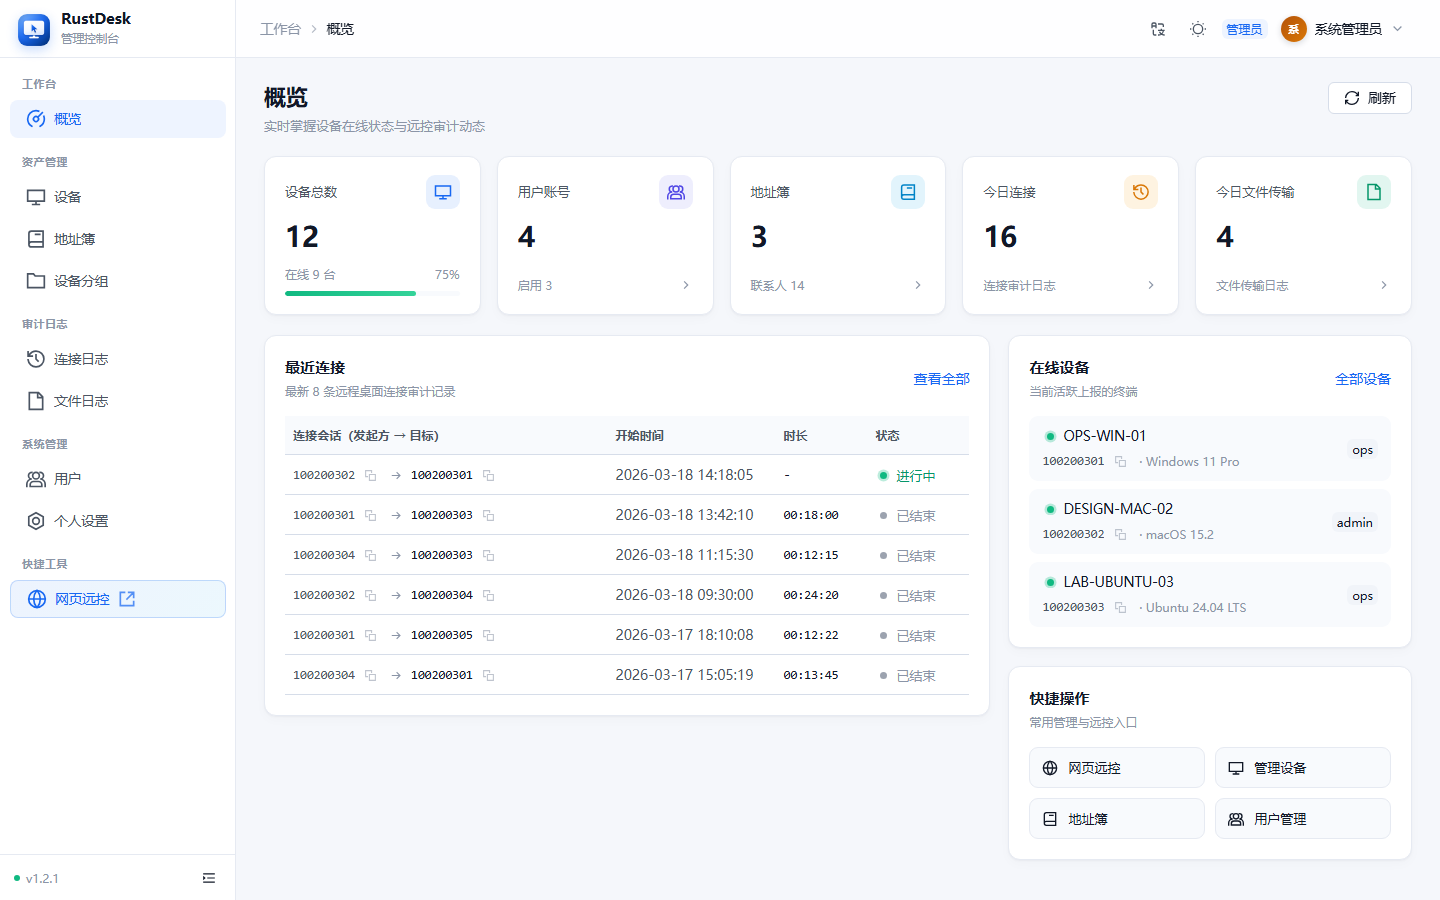 RustDesk
管理控制台
工作台
概览
资产管理
设备
地址簿
设备分组
审计日志
连接日志
文件日志
系统管理
用户
个人设置
快捷工具
网页远控
v1.2.1
工作台 > 概览
管理员
系
系统管理员
概览
实时掌握设备在线状态与远控审计动态
刷新
设备总数
12
在线 9 台 75%
用户账号
4
启用 3
地址簿
3
联系人 14
今日连接
16
连接审计日志
今日文件传输
4
文件传输日志
最近连接
最新 8 条远程桌面连接审计记录
查看全部
连接会话（发起方 → 目标） 开始时间 时长 状态
100200302 → 100200301 2026-03-18 14:18:05 - 进行中
100200301 → 100200303 2026-03-18 13:42:10 00:18:00 已结束
100200304 → 100200303 2026-03-18 11:15:30 00:12:15 已结束
100200302 → 100200304 2026-03-18 09:30:00 00:24:20 已结束
100200301 → 100200305 2026-03-17 18:10:08 00:12:22 已结束
100200304 → 100200301 2026-03-17 15:05:19 00:13:45 已结束
在线设备
当前活跃上报的终端
全部设备
OPS-WIN-01
100200301 · Windows 11 Pro
ops
DESIGN-MAC-02
100200302 · macOS 15.2
admin
LAB-UBUNTU-03
100200303 · Ubuntu 24.04 LTS
ops
快捷操作
常用管理与远控入口
网页远控
管理设备
地址簿
用户管理